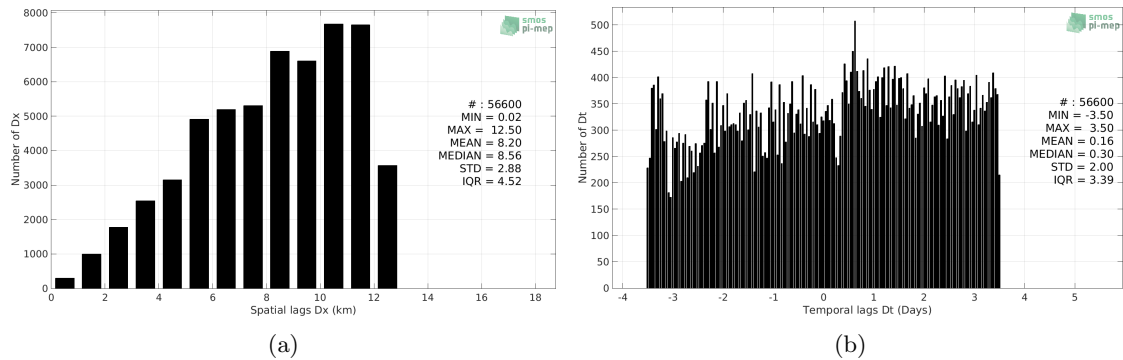 smos
pi-mep
8000
7000
6000
5000
4000
3000
2000
1000
0
Number of Dx
# : 56600
MIN = 0.02
MAX = 12.50
MEAN = 8.20
MEDIAN = 8.56
STD = 2.88
IQR = 4.52
0 2 4 6 8 10 12 14 16 18
Spatial lags Dx (km)
(a)
smos
pi-mep
500
450
400
350
300
250
200
150
100
50
0
Number of Dt
# : 56600
MIN = -3.50
MAX = 3.50
MEAN = 0.16
MEDIAN = 0.30
STD = 2.00
IQR = 3.39
-4 -3 -2 -1 0 1 2 3 4 5
Temporal lags Dt (Days)
(b)